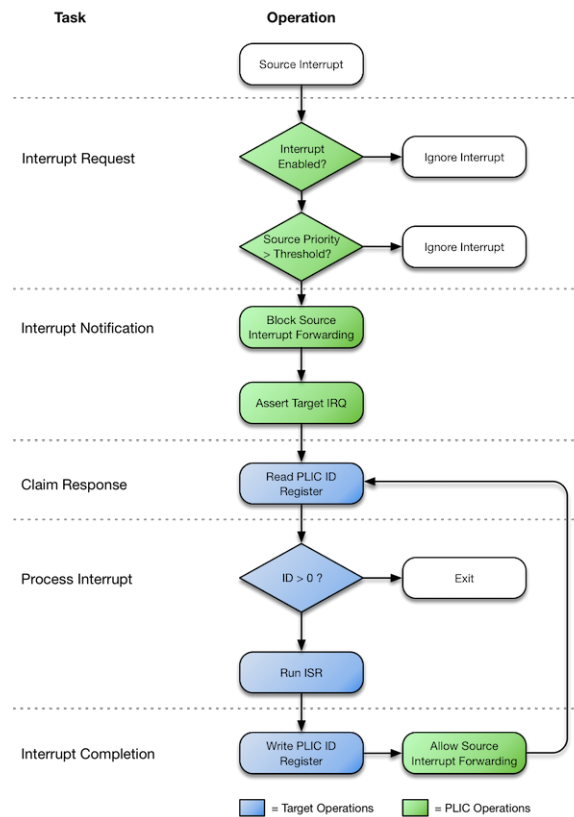 Task
Operation
Source Interrupt
Interrupt Request
Interrupt
Enabled?
Ignore Interrupt
Source Priority
> Threshold?
Ignore Interrupt
Interrupt Notification
Block Source
Interrupt Forwarding
Assert Target IRQ
Claim Response
Read PLIC ID
Register
Process Interrupt
ID > 0 ?
Exit
Run ISR
Interrupt Completion
Write PLIC ID
Register
Allow Source
Interrupt Forwarding
= Target Operations
= PLIC Operations